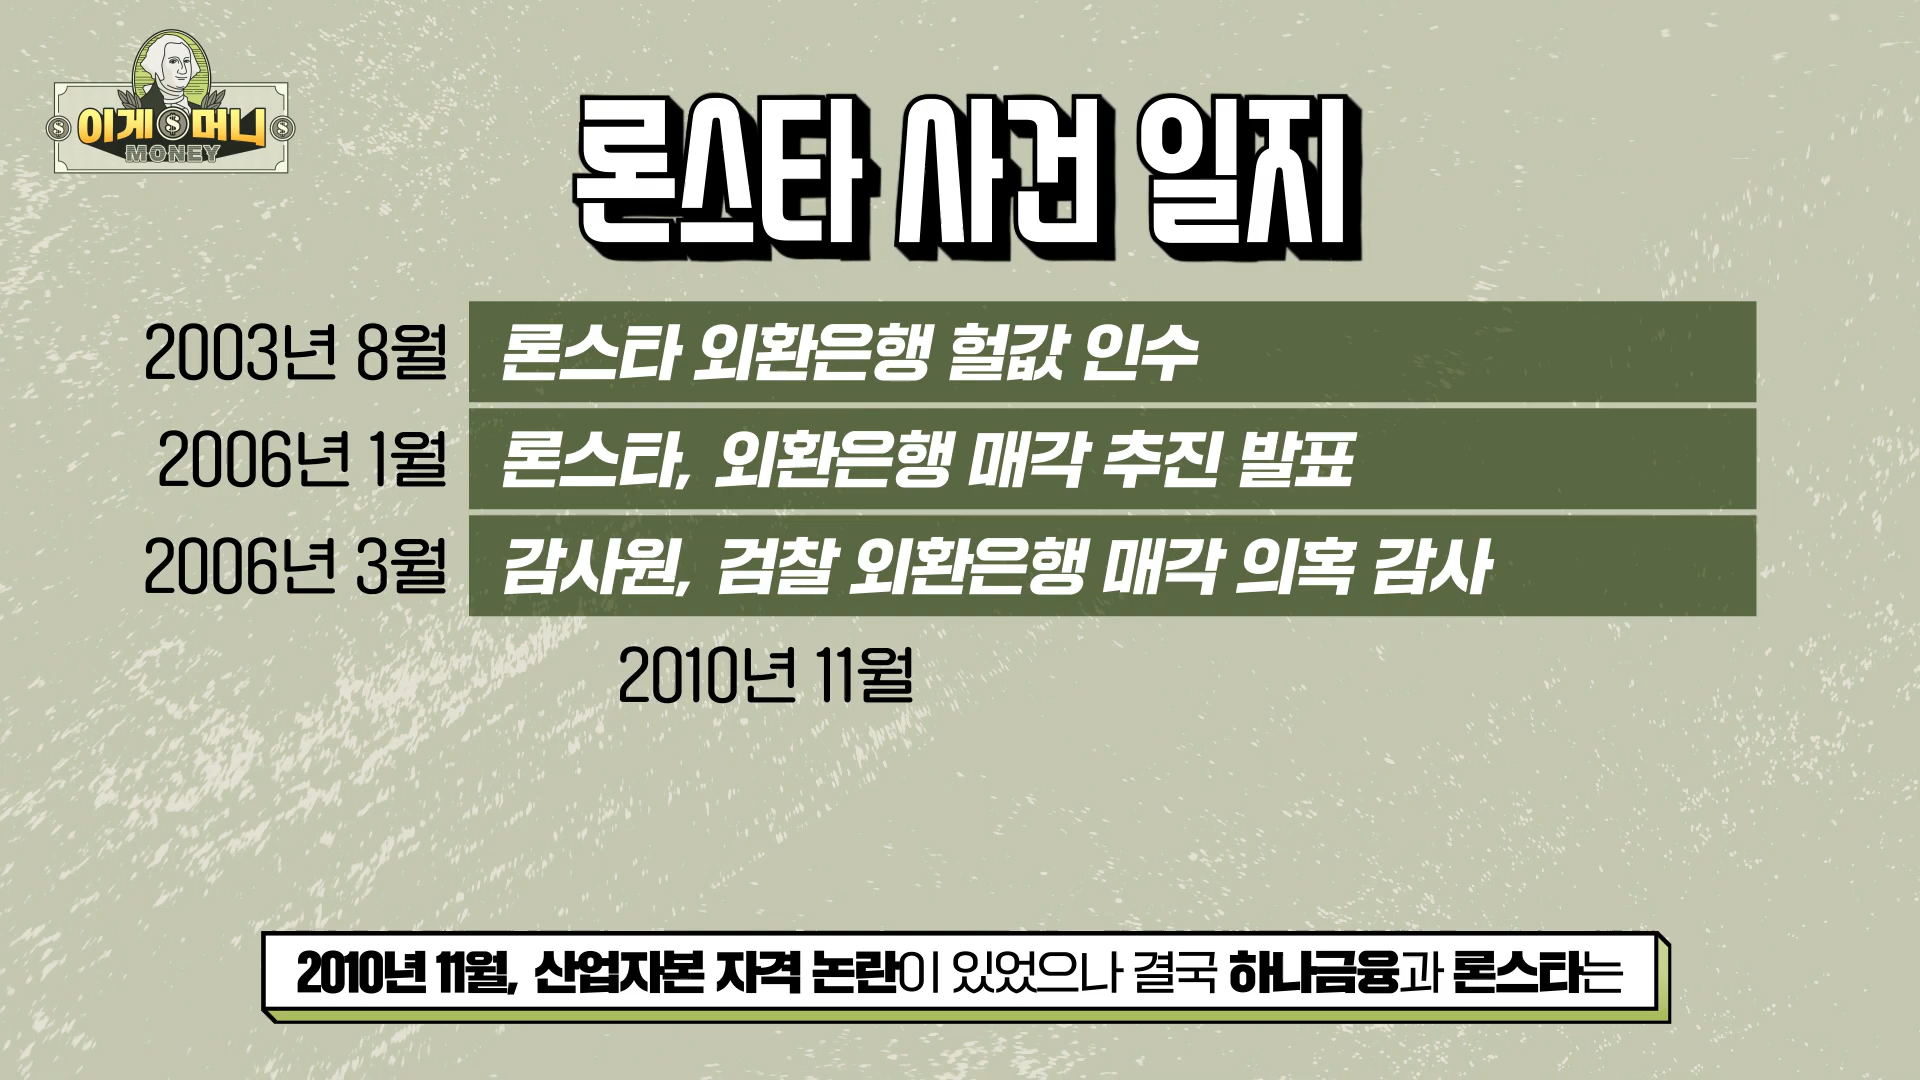 이게 머니
MONEY
론스타 사건 일지
2003년 8월 론스타 외환은행 헐값 인수
2006년 1월 론스타, 외환은행 매각 추진 발표
2006년 3월 감사원, 검찰 외환은행 매각 의혹 감사
2010년 11월
2010년 11월, 산업자본 자격 논란이 있었으나 결국 하나금융과 론스타는